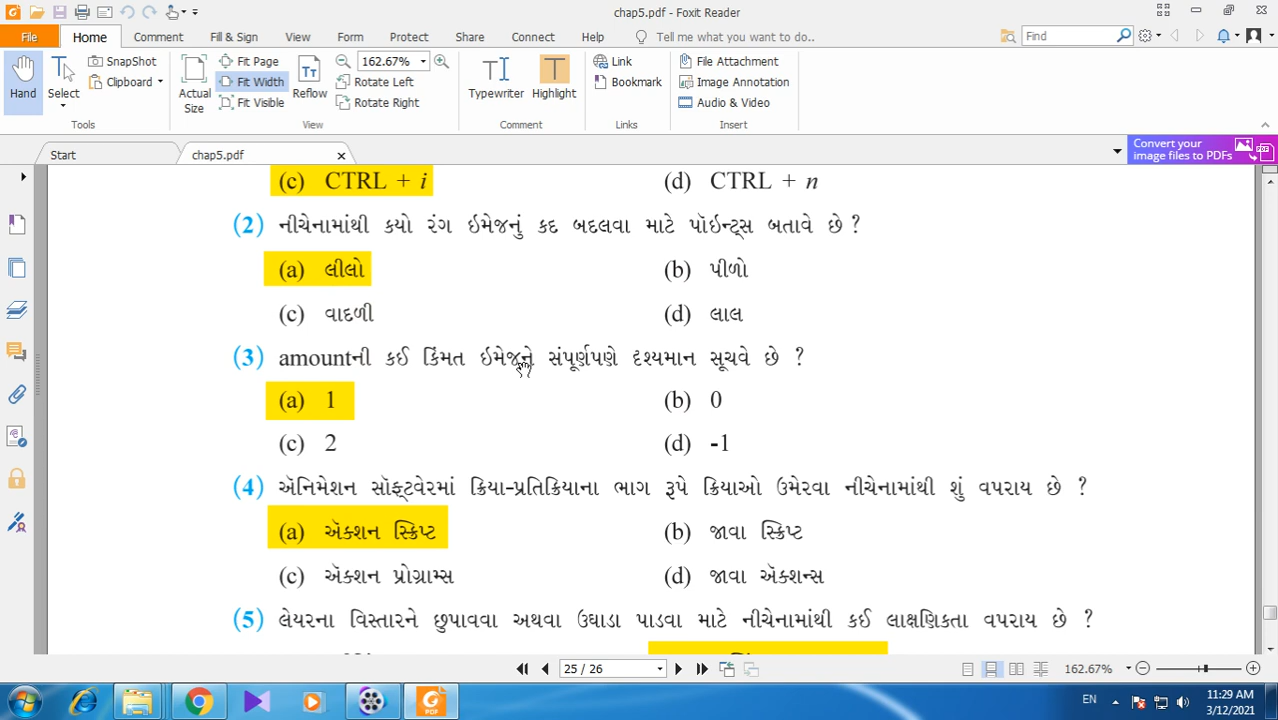 chap5.pdf - Foxit Reader
File Home Comment Fill & Sign View Form Protect Share Connect Help Tell me what you want to do.. Find
Hand
Select
SnapShot
Clipboard
Actual Size
Fit Page
Fit Width
Fit Visible
Reflow
162.67%
Rotate Left
Rotate Right
Typewriter
Highlight
Link
Bookmark
File Attachment
Image Annotation
Audio & Video
Tools View Comment Links Insert
Start chap5.pdf
Convert your image files to PDFs
(c) CTRL + i (d) CTRL + n
(2) નીચેનામાંથી કયો રંગ ઇમેજનું કદ બદલવા માટે પૉઇન્ટ્સ બતાવે છે ?
(a) લીલો (b) પીળો
(c) વાદળી (d) લાલ
(3) amountની કઈ કિંમત ઇમેજને સંપૂર્ણપણે દૃશ્યમાન સૂચવે છે ?
(a) 1 (b) 0
(c) 2 (d) -1
(4) ઍનિમેશન સૉફ્ટવેરમાં ક્રિયા-પ્રતિક્રિયાના ભાગ રૂપે ક્રિયાઓ ઉમેરવા નીચેનામાંથી શું વપરાય છે ?
(a) ઍક્શન સ્ક્રિપ્ટ (b) જાવા સ્ક્રિપ્ટ
(c) ઍક્શન પ્રોગ્રામ્સ (d) જાવા ઍક્શન્સ
(5) લેયરના વિસ્તારને છુપાવવા અથવા ઉઘાડા પાડવા માટે નીચેનામાંથી કઈ લાક્ષણિકતા વપરાય છે ?
25 / 26 162.67%
EN 11:29 AM
3/12/2021